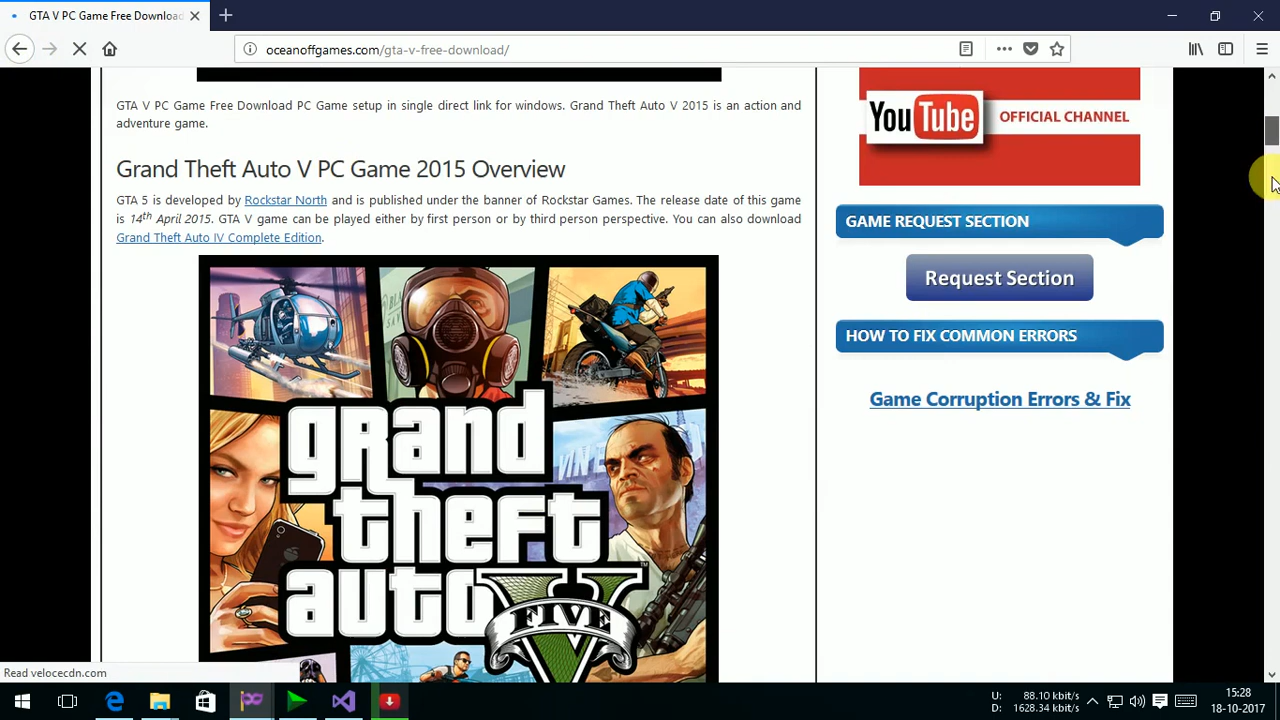 GTA V PC Game Free Download
oceanoffgames.com/gta-v-free-download/
GTA V PC Game Free Download PC Game setup in single direct link for windows. Grand Theft Auto V 2015 is an action and
adventure game.
Grand Theft Auto V PC Game 2015 Overview
GTA 5 is developed by Rockstar North and is published under the banner of Rockstar Games. The release date of this game
is 14th April 2015. GTA V game can be played either by first person or by third person perspective. You can also download
Grand Theft Auto IV Complete Edition.
grand
theft
auto
V
FIVE
™
You Tube OFFICIAL CHANNEL
GAME REQUEST SECTION
Request Section
HOW TO FIX COMMON ERRORS
Game Corruption Errors & Fix
Read velocecdn.com
U: 88.10 kbit/s
D: 1628.34 kbit/s
15:28
18-10-2017